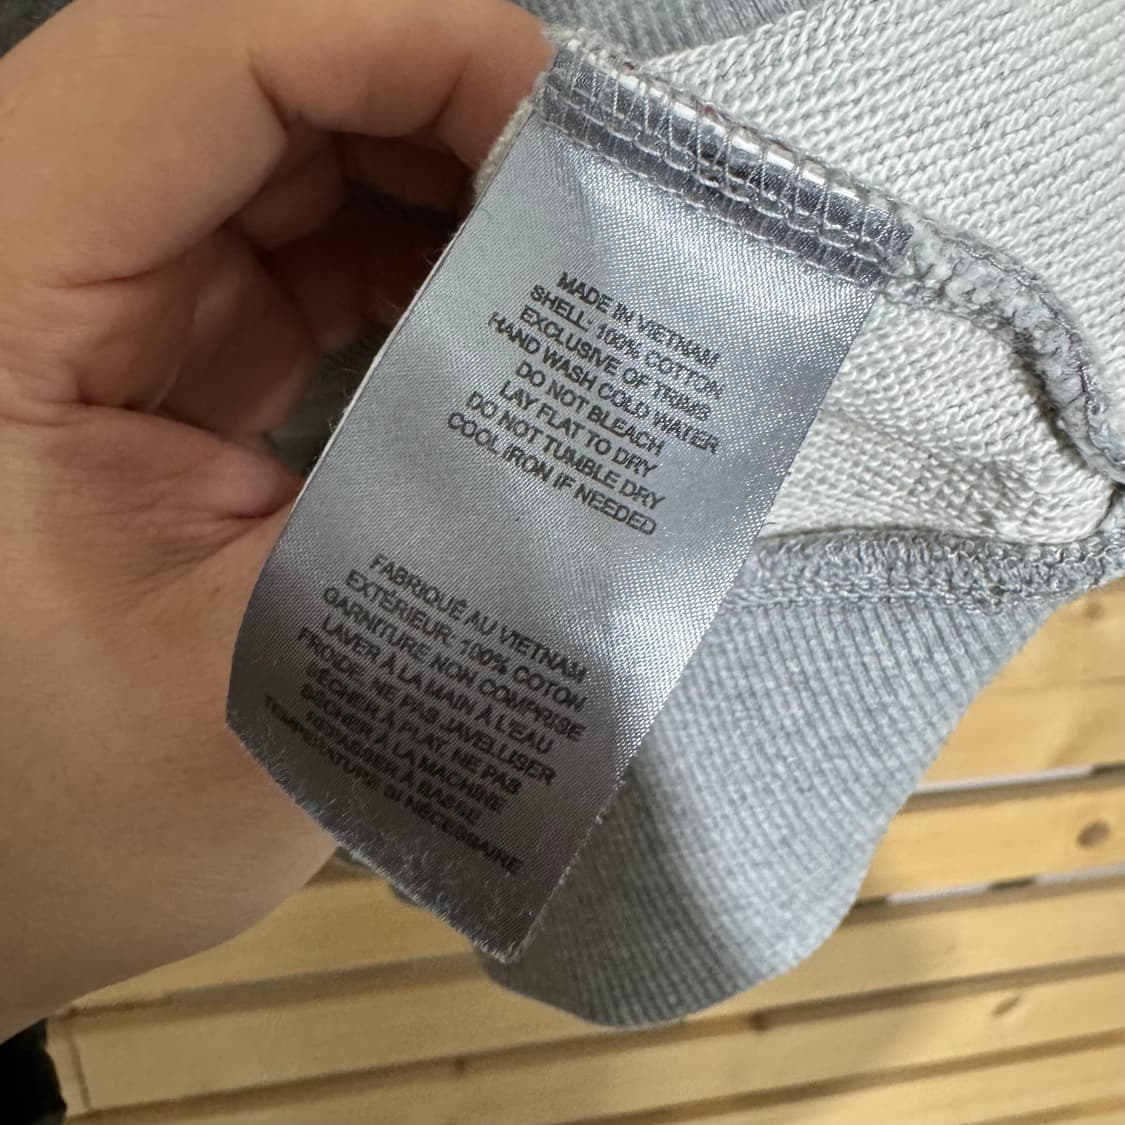 MADE IN VIETNAM
SHELL: 100% COTTON
EXCLUSIVE OF TRIMS
HAND WASH COLD WATER
DO NOT BLEACH
LAY FLAT TO DRY
DO NOT TUMBLE DRY
COOL IRON IF NEEDED
FABRIQUÉ AU VIETNAM
EXTÉRIEUR: 100% COTON
GARNITURE NON COMPRISE
LAVER À LA MAIN À L'EAU
FROIDE. NE PAS JAVELLISER
SÉCHER À PLAT NE PAS
SÉCHER À LA MACHINE
REPASSER À BASSE
TEMPÉRATURE SI NÉCESSAIRE